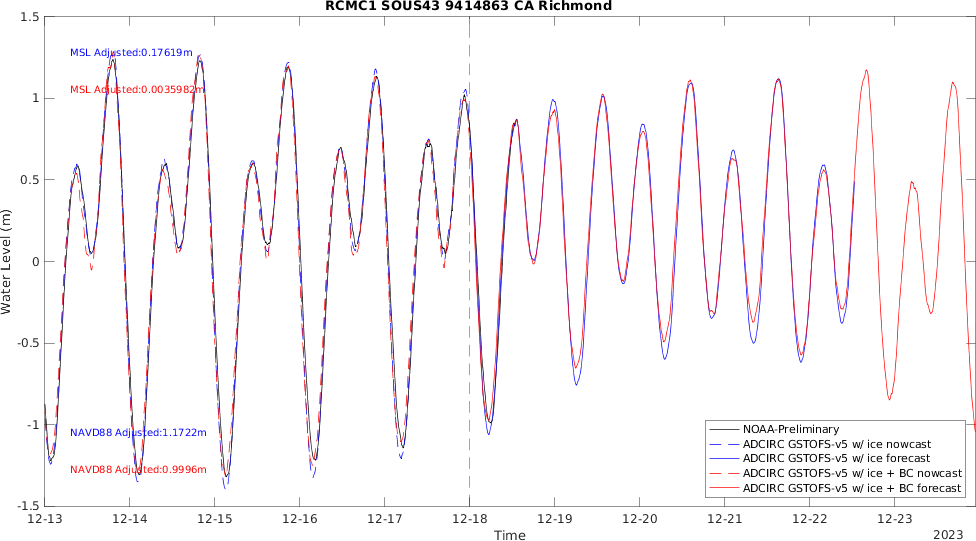 RCMC1 SOUS43 9414863 CA Richmond
1.5
MSL Adjusted:0.17619m
1
MSL Adjusted:0.0035982m
0.5
Water Level (m)
0
-0.5
-1
NAVD88 Adjusted:1.1722m
NAVD88 Adjusted:0.9996m
-1.5
NOAA-Preliminary
ADCIRC GSTOFS-v5 w/ ice nowcast
ADCIRC GSTOFS-v5 w/ ice forecast
ADCIRC GSTOFS-v5 w/ ice + BC nowcast
ADCIRC GSTOFS-v5 w/ ice + BC forecast
12-13 12-14 12-15 12-16 12-17 12-18 12-19 12-20 12-21 12-22 12-23
Time
2023